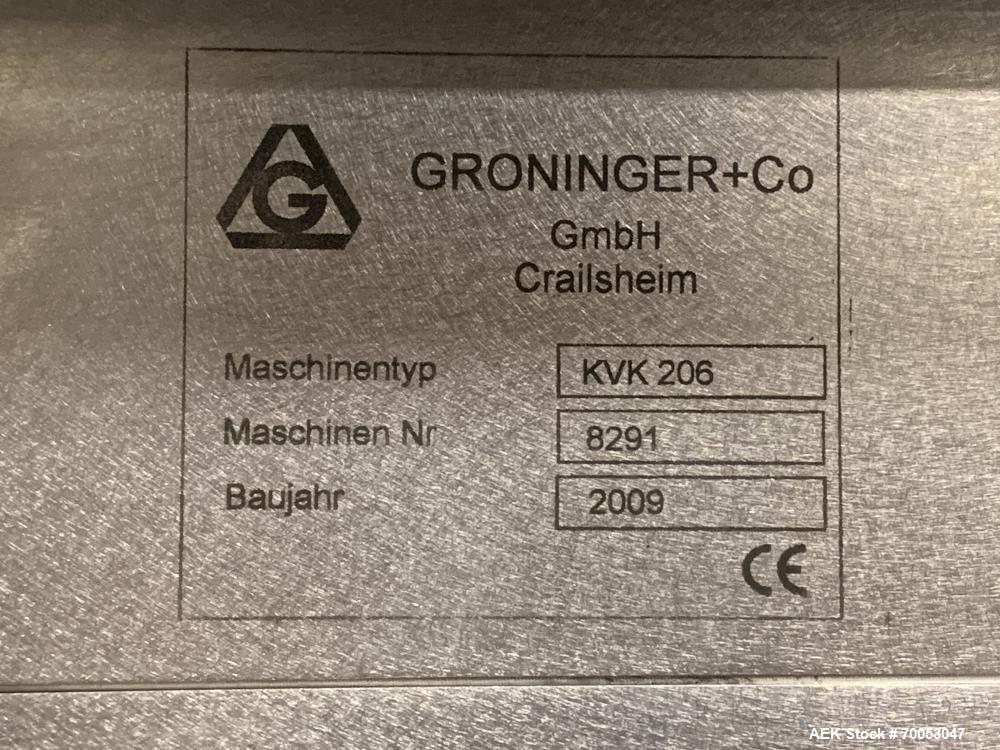 G
GRONINGER+Co
GmbH
Crailsheim
Maschinentyp KVK 206
Maschinen Nr 8291
Baujahr 2009
CE
AEK Stock # 70053047